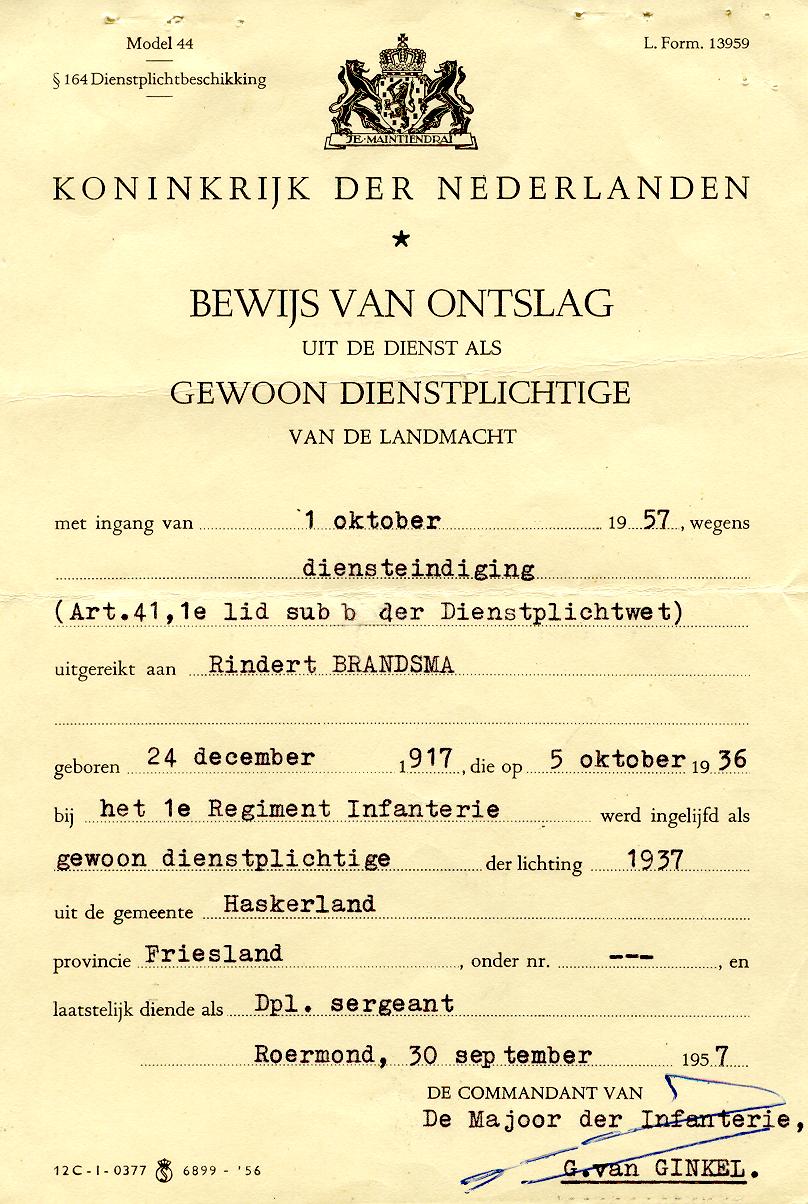 Model 44
L. Form. 13959
§ 164 Dienstplichtbeschikking
JE·MAINTIENDRAI
KONINKRIJK DER NEDERLANDEN
BEWIJS VAN ONTSLAG
UIT DE DIENST ALS
GEWOON DIENSTPLICHTIGE
VAN DE LANDMACHT
met ingang van 1 oktober 1957, wegens
diensteindiging
(Art.41,1e lid sub b der Dienstplichtwet)
uitgereikt aan Rindert BRANDSMA
geboren 24 december 1917, die op 5 oktober 1936
bij het 1e Regiment Infanterie werd ingelijfd als
gewoon dienstplichtige der lichting 1937
uit de gemeente Haskerland
provincie Friesland, onder nr. ---, en
laatstelijk diende als Dpl. sergeant
Roermond, 30 september 1957
DE COMMANDANT VAN
De Majoor der Infanterie,
G.van GINKEL.
12C-I-0377 6899 - '56